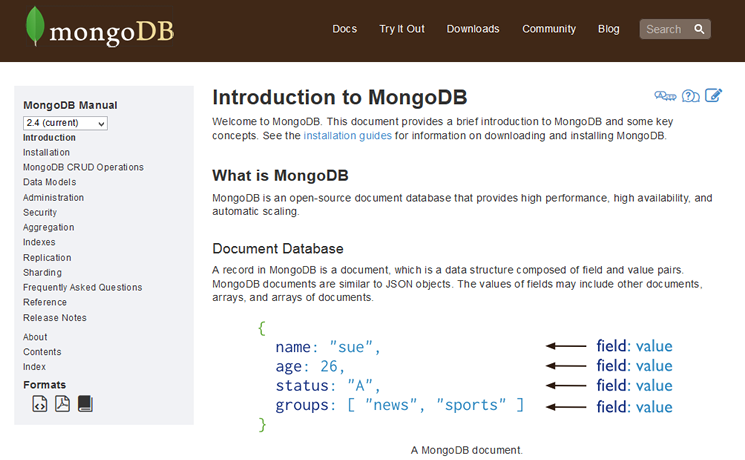 mongoDB
Docs Try It Out Downloads Community Blog Search
MongoDB Manual
2.4 (current)
Introduction
Installation
MongoDB CRUD Operations
Data Models
Administration
Security
Aggregation
Indexes
Replication
Sharding
Frequently Asked Questions
Reference
Release Notes
About
Contents
Index
Formats
Introduction to MongoDB
Welcome to MongoDB. This document provides a brief introduction to MongoDB and some key
concepts. See the installation guides for information on downloading and installing MongoDB.
What is MongoDB
MongoDB is an open-source document database that provides high performance, high availability, and
automatic scaling.
Document Database
A record in MongoDB is a document, which is a data structure composed of field and value pairs.
MongoDB documents are similar to JSON objects. The values of fields may include other documents,
arrays, and arrays of documents.
{
name: "sue", field: value
age: 26, field: value
status: "A", field: value
groups: [ "news", "sports" ] field: value
}
A MongoDB document.